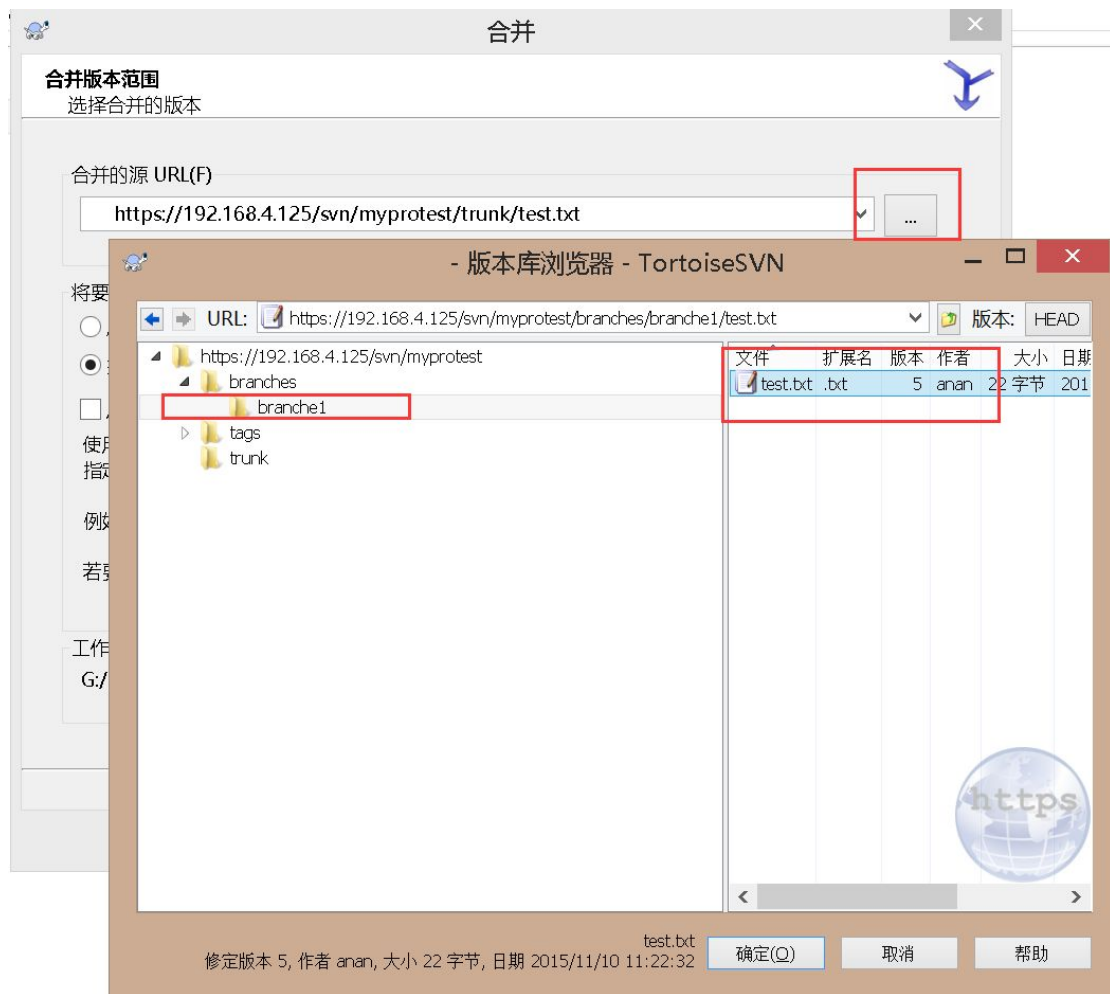 合并
合并版本范围
选择合并的版本
合并的源 URL(F)
https://192.168.4.125/svn/myprotest/trunk/test.txt
...
- 版本库浏览器 - TortoiseSVN
将要
URL: https://192.168.4.125/svn/myprotest/branches/branche1/test.txt 版本: HEAD
https://192.168.4.125/svn/myprotest
文件 扩展名 版本 作者 大小 日期
branches
test.txt .txt 5 anan 22 字节 201
branche1
tags
trunk
使用
指定
例如
若要
工作
G:/
https
test.txt
修定版本 5, 作者 anan, 大小 22 字节, 日期 2015/11/10 11:22:32
确定(O) 取消 帮助